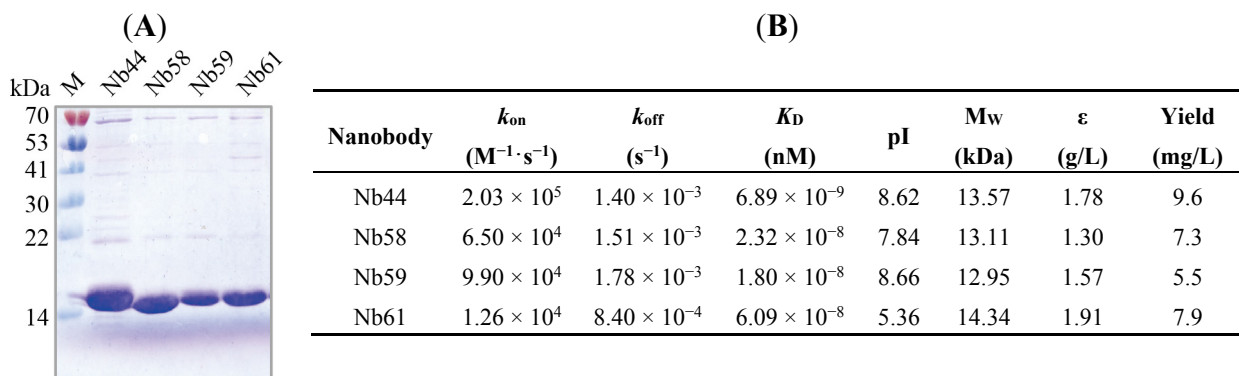 (A)
kDa M Nb44 Nb58 Nb59 Nb61
70
53
41
30
22
14
(B)
Nanobody kon (M−1·s−1) koff (s−1) KD (nM) pI MW (kDa) ε (g/L) Yield (mg/L)
Nb44 2.03 × 10⁵ 1.40 × 10⁻³ 6.89 × 10⁻⁹ 8.62 13.57 1.78 9.6
Nb58 6.50 × 10⁴ 1.51 × 10⁻³ 2.32 × 10⁻⁸ 7.84 13.11 1.30 7.3
Nb59 9.90 × 10⁴ 1.78 × 10⁻³ 1.80 × 10⁻⁸ 8.66 12.95 1.57 5.5
Nb61 1.26 × 10⁴ 8.40 × 10⁻⁴ 6.09 × 10⁻⁸ 5.36 14.34 1.91 7.9